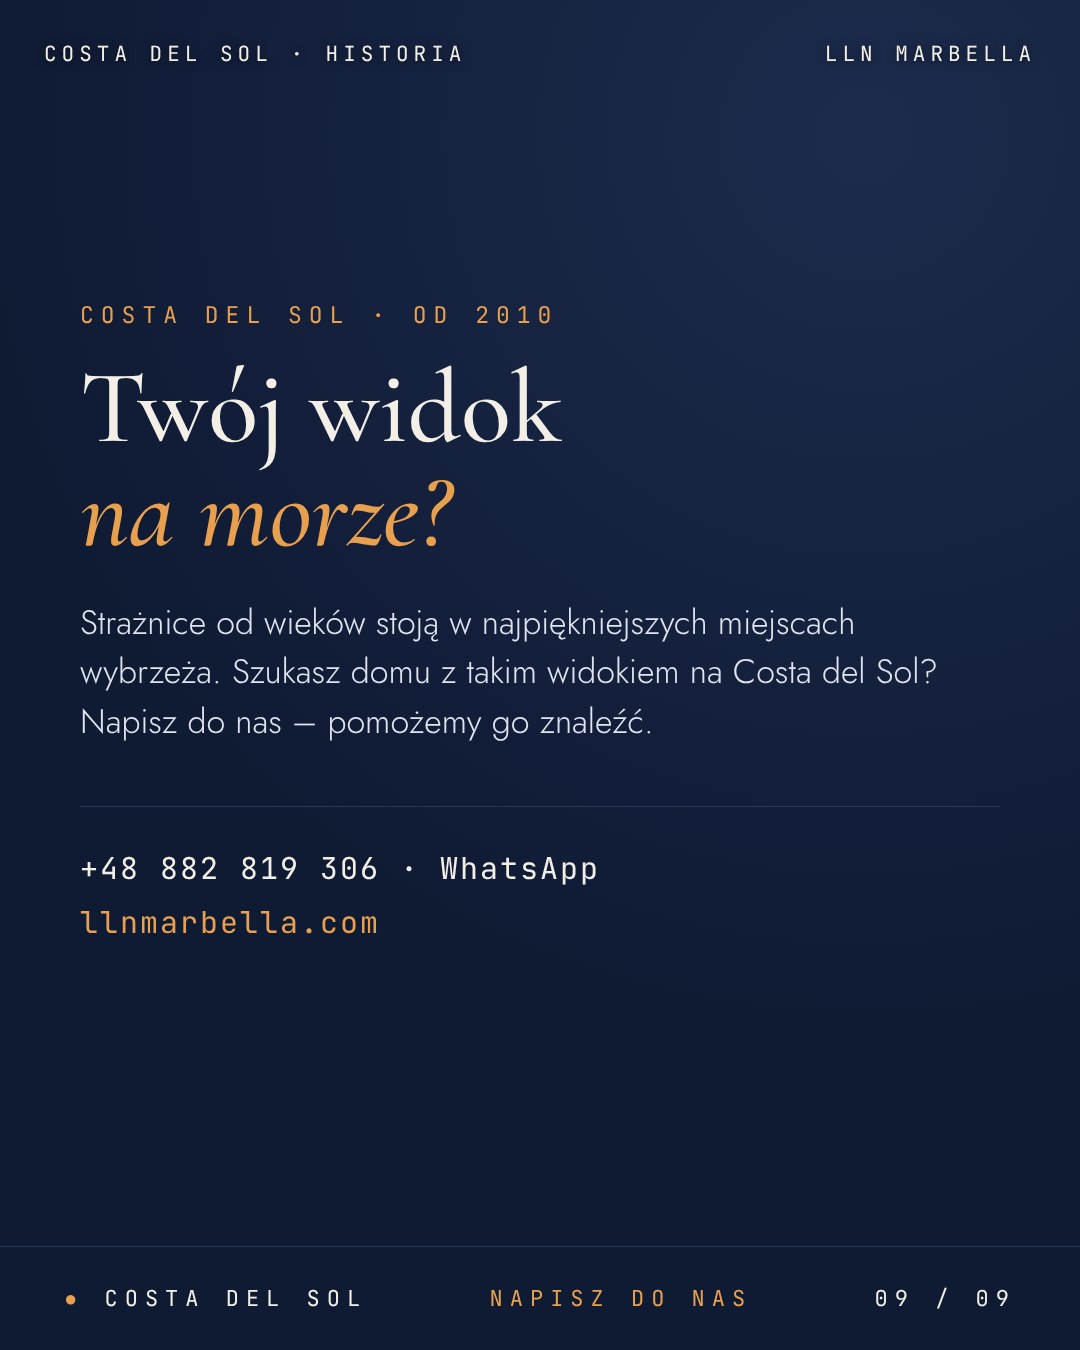 COSTA DEL SOL · HISTORIA
LLN MARBELLA
COSTA DEL SOL · OD 2010
Twój widok
na morze?
Strażnice od wieków stoją w najpiękniejszych miejscach
wybrzeża. Szukasz domu z takim widokiem na Costa del Sol?
Napisz do nas — pomożemy go znaleźć.
+48 882 819 306 · WhatsApp
llnmarbella.com
• COSTA DEL SOL
NAPISZ DO NAS
09 / 09